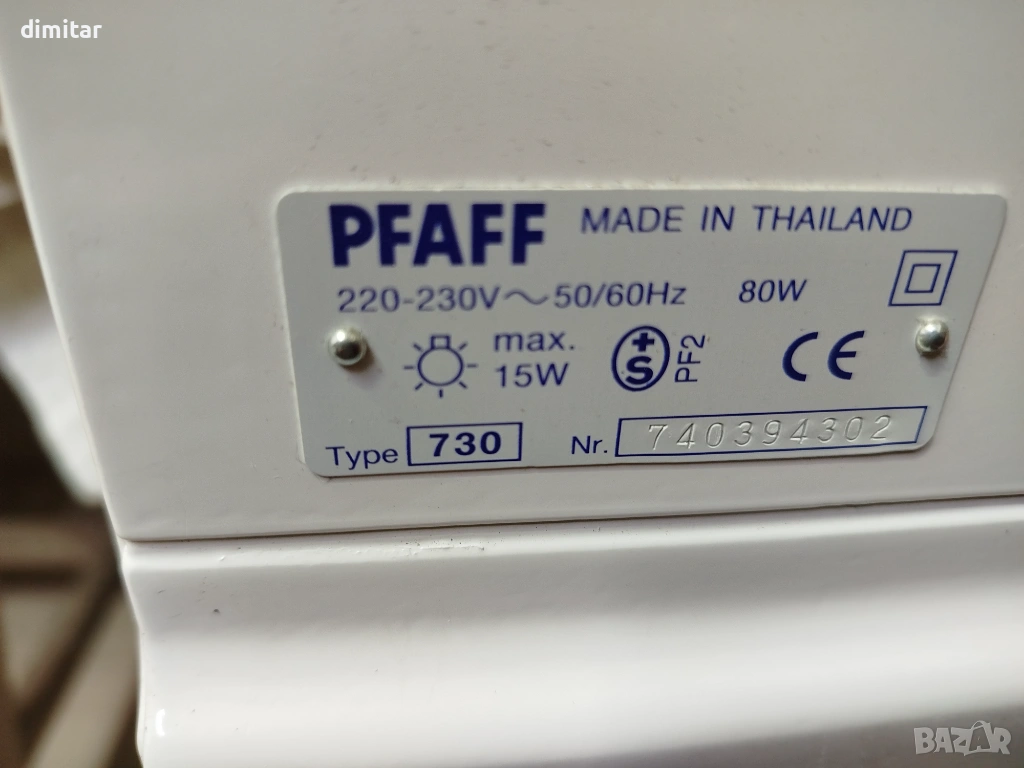 dimitar
PFAFF MADE IN THAILAND
220-230V~50/60Hz 80W
max.
15W
+
S
PF2
CE
Type 730 Nr. 740394302
BAZAR